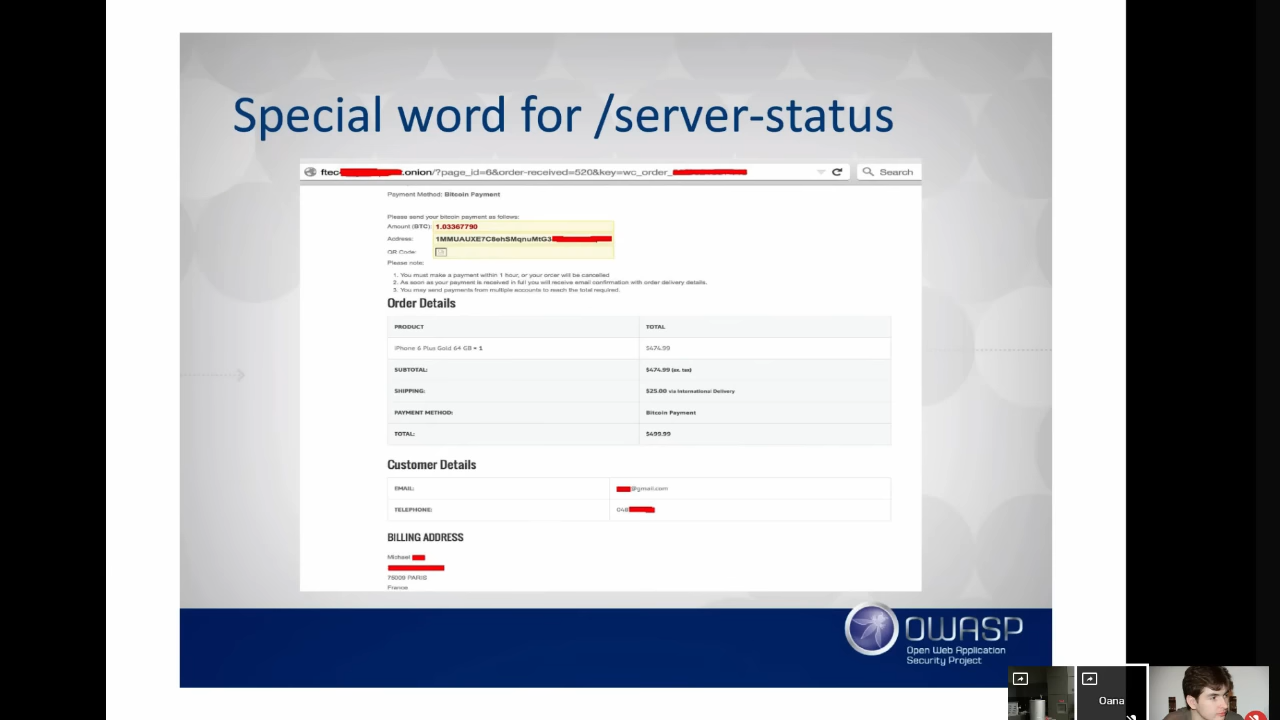 Special word for /server-status
ftec- .onion/?page_id=6&order-received=520&key=wc_order_
Search
Payment Method: Bitcoin Payment
Please send your bitcoin payment as follows:
Amount (BTC): 1.03367790
Address: 1MMUAUXE7C8ehSMqnuMtG3
QR Code:
Please note:
1. You must make a payment within 1 hour, or your order will be cancelled
2. As soon as your payment is received in full you will receive email confirmation with order delivery details.
3. You may send payments from multiple accounts to reach the total required.
Order Details
PRODUCT TOTAL
iPhone 6 Plus Gold 64 GB × 1 $474.99
SUBTOTAL: $474.99 (ex. tax)
SHIPPING: $25.00 via International Delivery
PAYMENT METHOD: Bitcoin Payment
TOTAL: $499.99
Customer Details
EMAIL: @gmail.com
TELEPHONE: 048
BILLING ADDRESS
Michael
75009 PARIS
France
OWASP
Open Web Application
Security Project
Oana